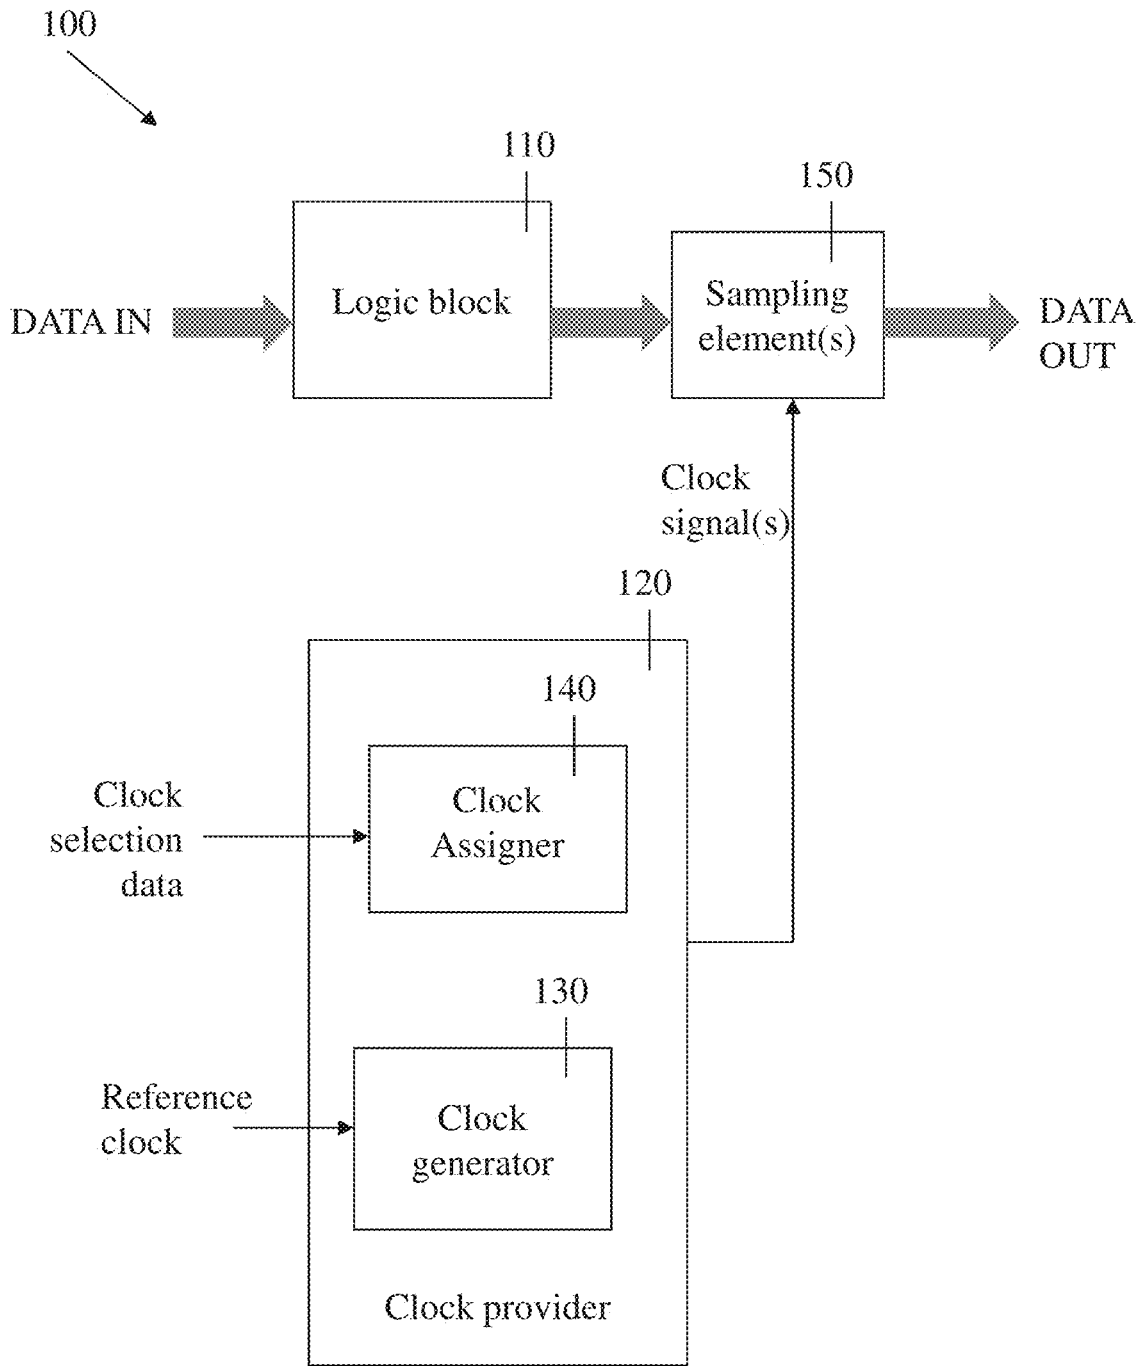 100
110
150
DATA IN
Logic block
Sampling
element(s)
DATA
OUT
Clock
signal(s)
120
140
Clock
Assigner
Clock
selection
data
130
Clock
generator
Reference
clock
Clock provider